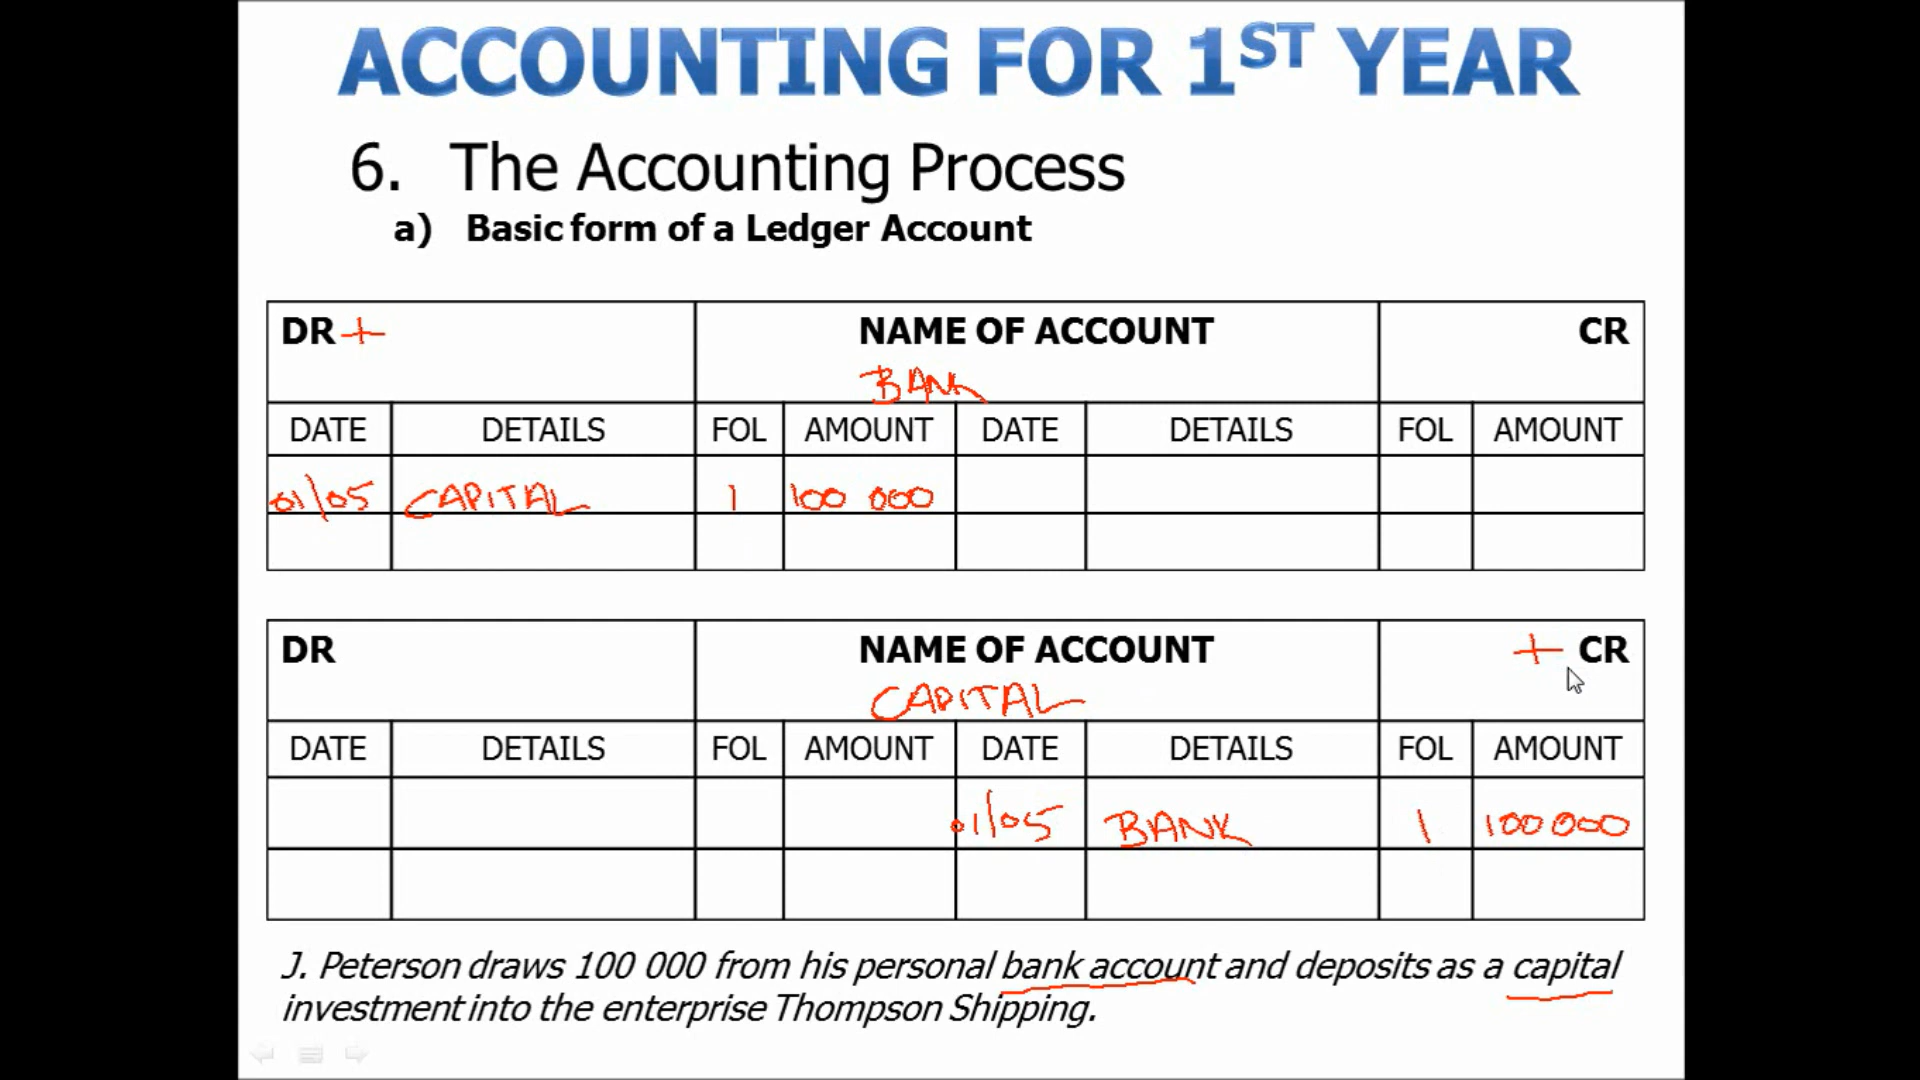 ACCOUNTING FOR 1ST YEAR
6. The Accounting Process
a) Basic form of a Ledger Account
DR + NAME OF ACCOUNT CR
BANK
DATE DETAILS FOL AMOUNT DATE DETAILS FOL AMOUNT
01/05 CAPITAL 1 100 000
DR NAME OF ACCOUNT + CR
CAPITAL
DATE DETAILS FOL AMOUNT DATE DETAILS FOL AMOUNT
01/05 BANK 1 100 000
J. Peterson draws 100 000 from his personal bank account and deposits as a capital
investment into the enterprise Thompson Shipping.